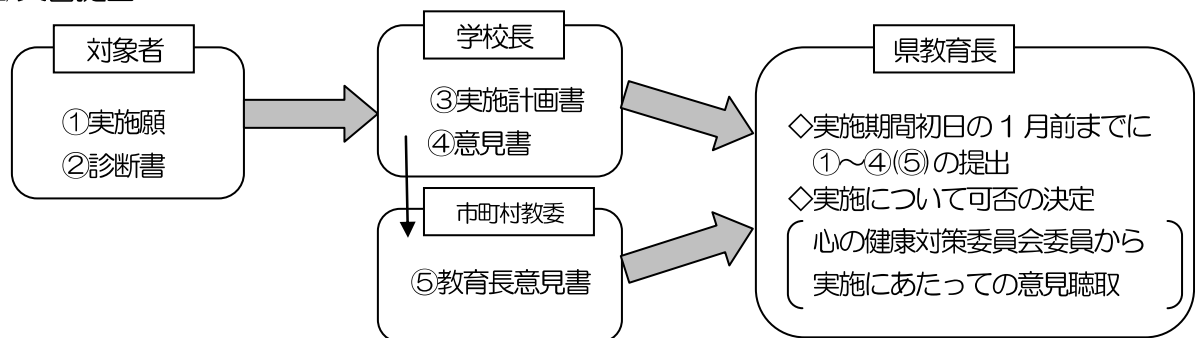 対象者
①実施願
②診断書
学校長
③実施計画書
④意見書
市町村教委
⑤教育長意見書
県教育長
◇実施期間初日の1月前までに
①～④(⑤)の提出
◇実施について可否の決定
心の健康対策委員会委員から
実施にあたっての意見聴取